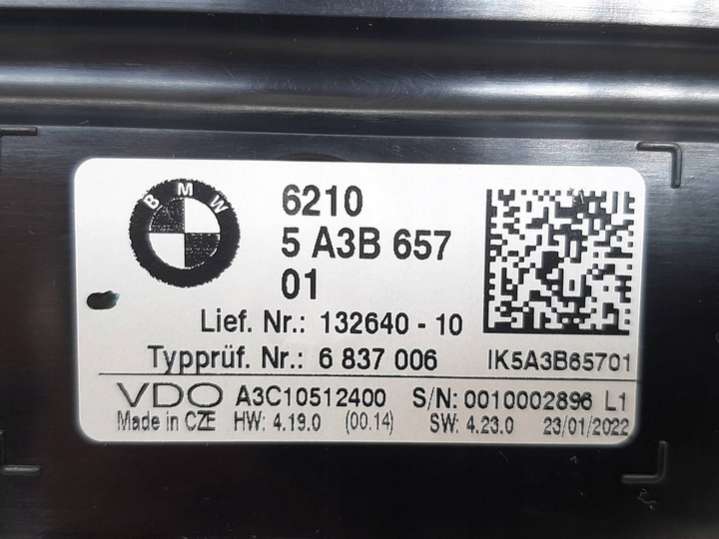 BMW
6210
5 A3B 657
01
Lief. Nr.: 132640 - 10
Typprüf. Nr.: 6 837 006
IK5A3B65701
VDO A3C10512400 S/N: 0010002896 L1
Made in CZE HW: 4.19.0 (00.14) SW: 4.23.0 23/01/2022